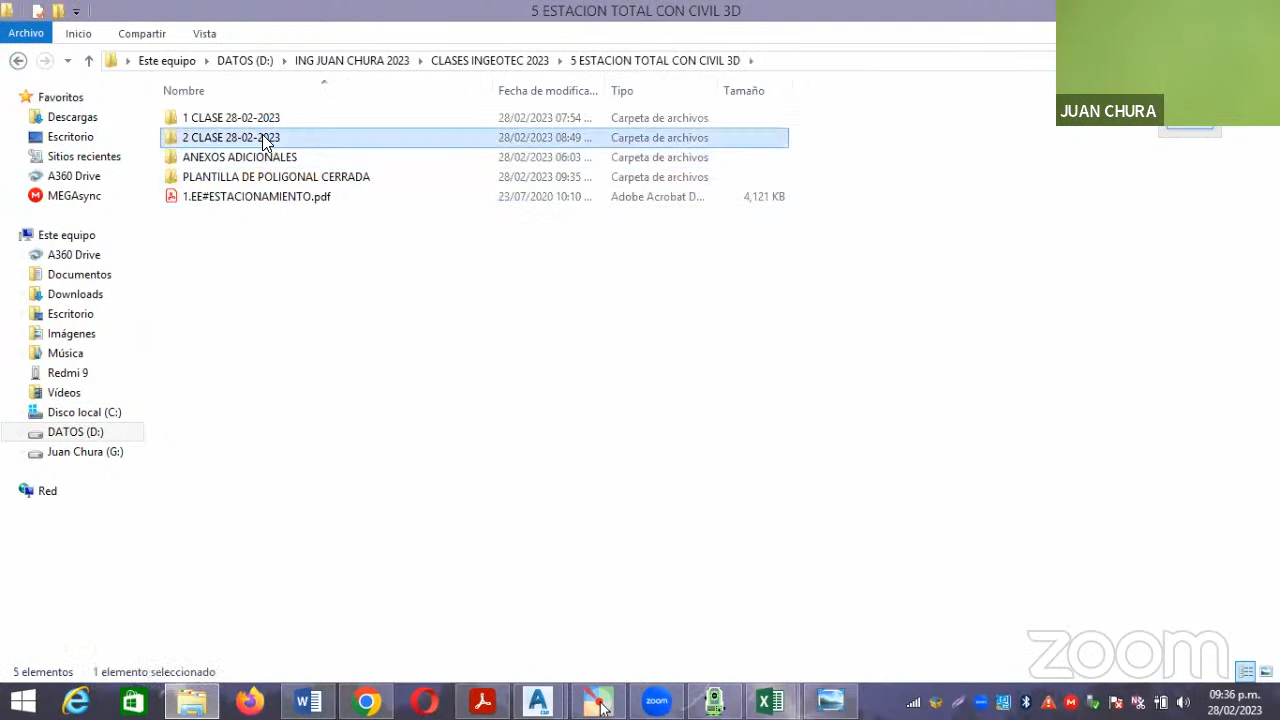 5 ESTACION TOTAL CON CIVIL 3D
Archivo Inicio Compartir Vista
Este equipo DATOS (D:) ING JUAN CHURA 2023 CLASES INGEOTEC 2023 5 ESTACION TOTAL CON CIVIL 3D
JUAN CHURA
Nombre Fecha de modifica... Tipo Tamaño
Favoritos
Descargas
Escritorio
Sitios recientes
A360 Drive
MEGAsync
Este equipo
A360 Drive
Documentos
Downloads
Escritorio
Imágenes
Música
Redmi 9
Vídeos
Disco local (C:)
DATOS (D:)
Juan Chura (G:)
Red
1 CLASE 28-02-2023 28/02/2023 07:54 ... Carpeta de archivos
2 CLASE 28-02-2023 28/02/2023 08:49 ... Carpeta de archivos
ANEXOS ADICIONALES 28/02/2023 06:03 ... Carpeta de archivos
PLANTILLA DE POLIGONAL CERRADA 28/02/2023 09:35 ... Carpeta de archivos
1.EE#ESTACIONAMIENTO.pdf 23/07/2020 10:10 ... Adobe Acrobat D... 4,121 KB
zoom
5 elementos 1 elemento seleccionado
zoom
09:36 p.m.
28/02/2023